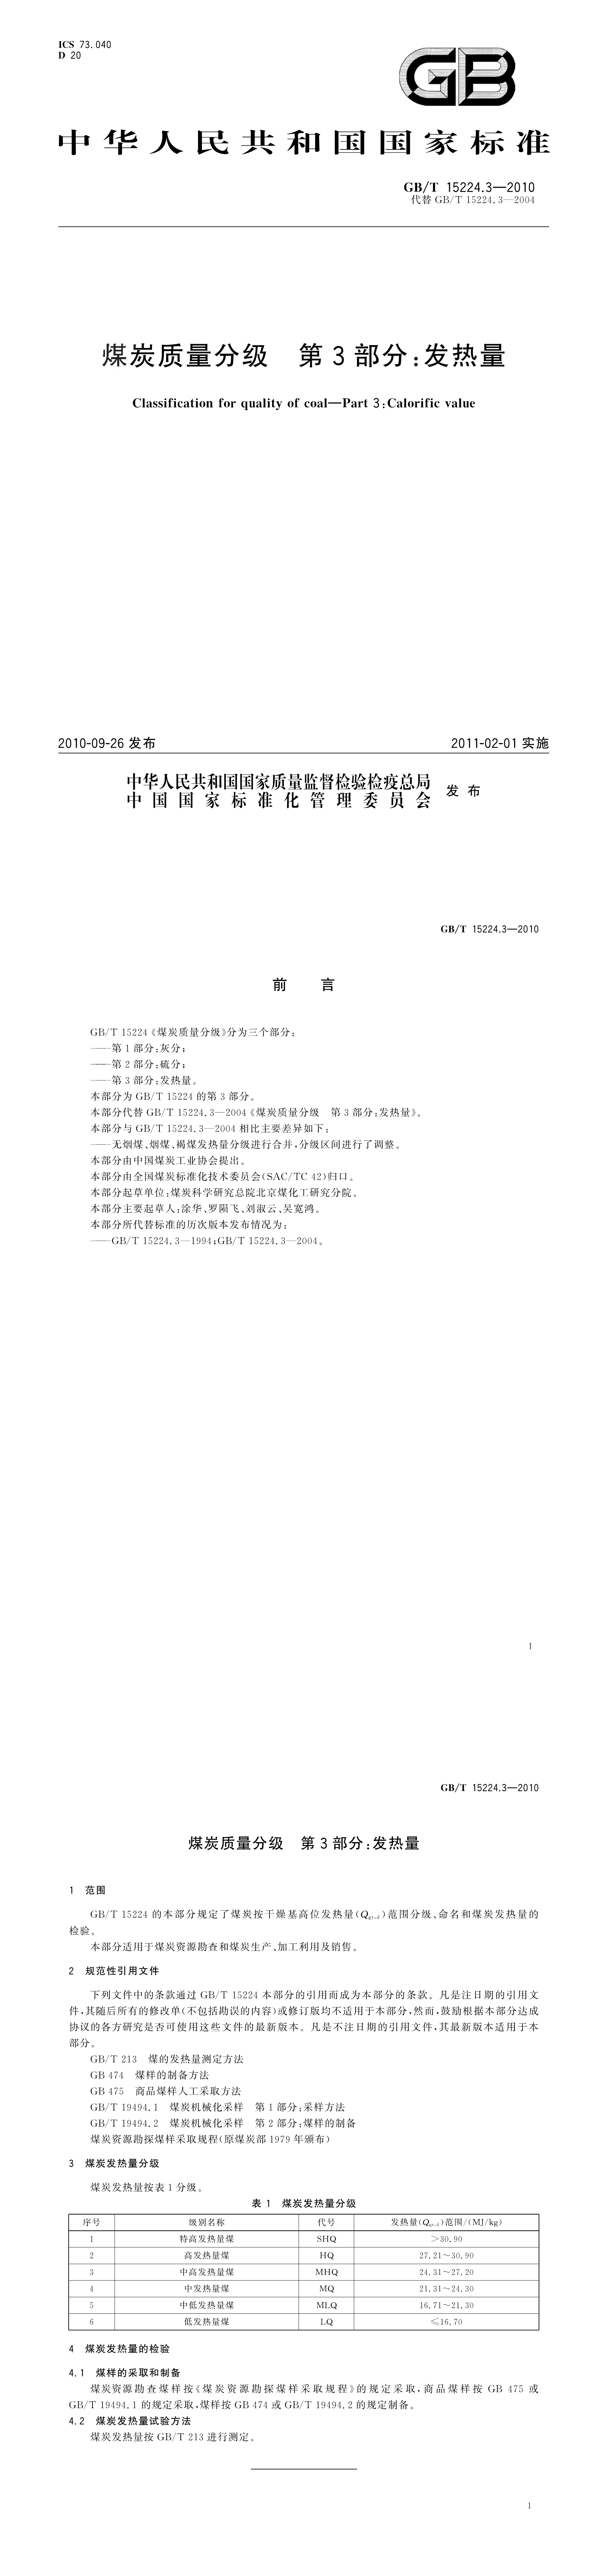 ICS 73.040
D 20
GB
中华人民共和国国家标准
GB/T 15224.3—2010
代替 GB/T 15224.3—2004
煤炭质量分级 第3部分:发热量
Classification for quality of coal—Part 3:Calorific value
2010-09-26 发布
2011-02-01 实施
中华人民共和国国家质量监督检验检疫总局
中国国家标准化管理委员会
发布
GB/T 15224.3—2010
前 言
GB/T 15224《煤炭质量分级》分为三个部分:
——第1部分:灰分;
——第2部分:硫分;
——第3部分:发热量。
本部分为 GB/T 15224 的第3部分。
本部分代替 GB/T 15224.3—2004《煤炭质量分级 第3部分:发热量》。
本部分与 GB/T 15224.3—2004 相比主要差异如下:
——无烟煤、烟煤、褐煤发热量分级进行合并,分级区间进行了调整。
本部分由中国煤炭工业协会提出。
本部分由全国煤炭标准化技术委员会(SAC/TC 42)归口。
本部分起草单位:煤炭科学研究总院北京煤化工研究分院。
本部分主要起草人:涂华、罗陨飞、刘淑云、吴宽鸿。
本部分所代替标准的历次版本发布情况为:
——GB/T 15224.3—1994;GB/T 15224.3—2004。
I
GB/T 15224.3—2010
煤炭质量分级 第3部分:发热量
1 范围
GB/T 15224 的本部分规定了煤炭按干燥基高位发热量(Qgr,d)范围分级、命名和煤炭发热量的
检验。
本部分适用于煤炭资源勘查和煤炭生产、加工利用及销售。
2 规范性引用文件
下列文件中的条款通过 GB/T 15224 本部分的引用而成为本部分的条款。凡是注日期的引用文
件,其随后所有的修改单(不包括勘误的内容)或修订版均不适用于本部分,然而,鼓励根据本部分达成
协议的各方研究是否可使用这些文件的最新版本。凡是不注日期的引用文件,其最新版本适用于本
部分。
GB/T 213 煤的发热量测定方法
GB 474 煤样的制备方法
GB 475 商品煤样人工采取方法
GB/T 19494.1 煤炭机械化采样 第1部分:采样方法
GB/T 19494.2 煤炭机械化采样 第2部分:煤样的制备
煤炭资源勘探煤样采取规程(原煤炭部1979年颁布)
3 煤炭发热量分级
煤炭发热量按表1分级。
表1 煤炭发热量分级
序号 级别名称 代号 发热量(Qgr,d)范围/(MJ/kg)
1 特高发热量煤 SHQ >30.90
2 高发热量煤 HQ 27.21~30.90
3 中高发热量煤 MHQ 24.31~27.20
4 中发热量煤 MQ 21.31~24.30
5 中低发热量煤 MLQ 16.71~21.30
6 低发热量煤 LQ ≤16.70
4 煤炭发热量的检验
4.1 煤样的采取和制备
煤炭资源勘查煤样按《煤炭资源勘探煤样采取规程》的规定采取,商品煤样按 GB 475 或
GB/T 19494.1 的规定采取,煤样按 GB 474 或 GB/T 19494.2 的规定制备。
4.2 煤炭发热量试验方法
煤炭发热量按 GB/T 213 进行测定。
1